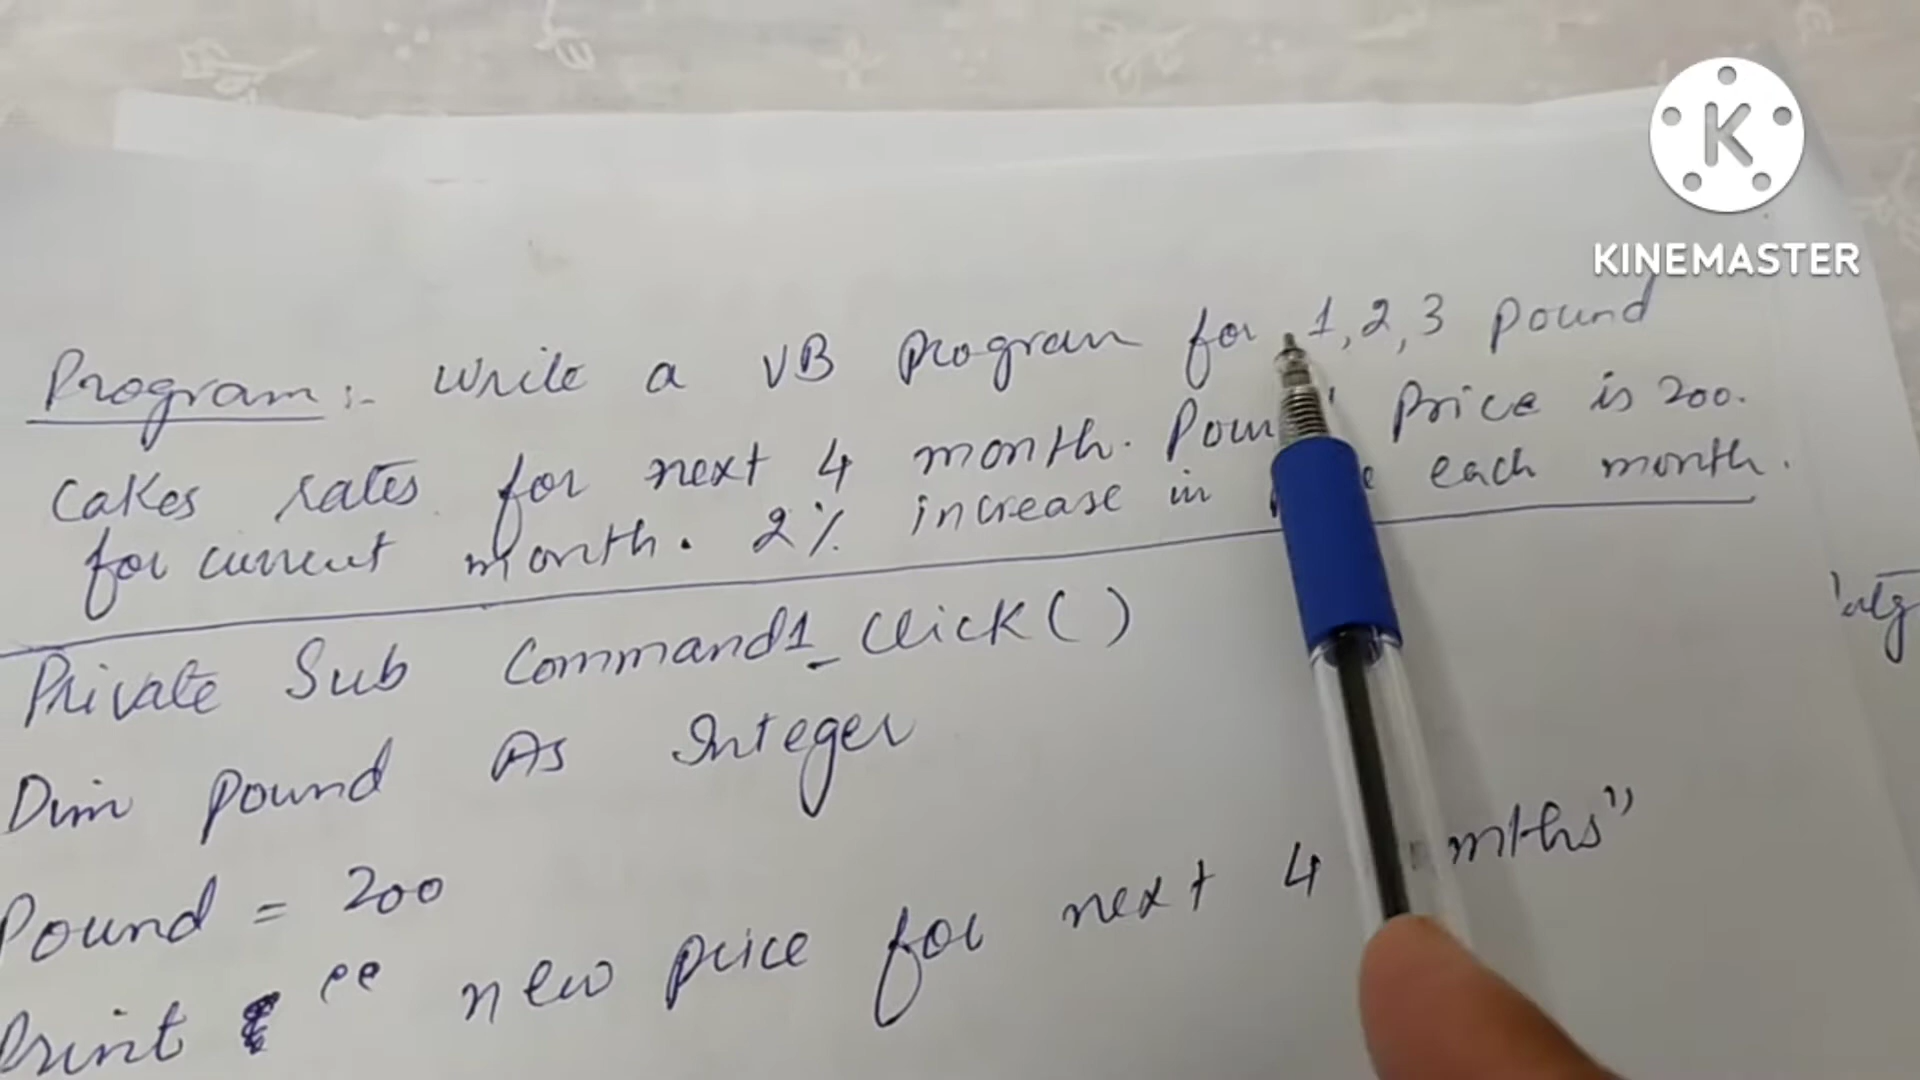 KINEMASTER
Program:- Write a VB Program for 1,2,3 pound
Cakes rates for next 4 month. Price is 200.
for current month. 2% increase in each month.
Private Sub Command1_Click()
Dim pound As Integer
Pound = 200
Print " new price for next 4 "